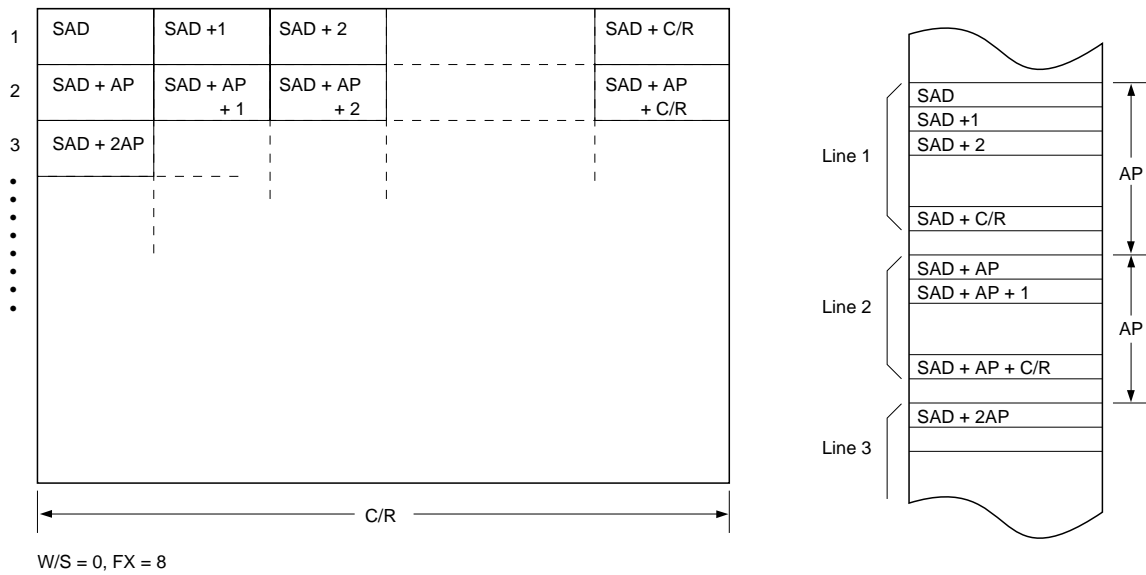 1 SAD SAD +1 SAD + 2 SAD + C/R
2 SAD + AP SAD + AP + 1 SAD + AP + 2 SAD + AP + C/R
3 SAD + 2AP
C/R
W/S = 0, FX = 8
Line 1
SAD
SAD +1
SAD + 2
SAD + C/R
AP
Line 2
SAD + AP
SAD + AP + 1
SAD + AP + C/R
AP
Line 3
SAD + 2AP